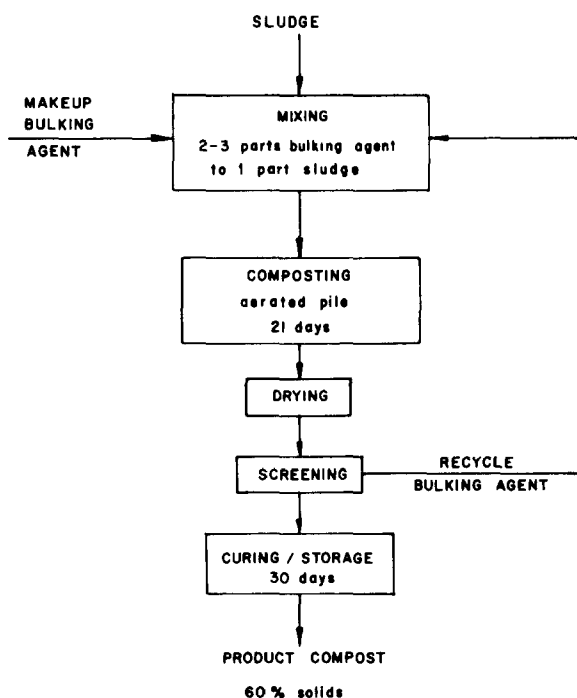 SLUDGE
MAKEUP
BULKING
AGENT
MIXING
2-3 parts bulking agent
to 1 part sludge
COMPOSTING
aerated pile
21 days
DRYING
SCREENING
RECYCLE
BULKING AGENT
CURING / STORAGE
30 days
PRODUCT COMPOST
60% solids